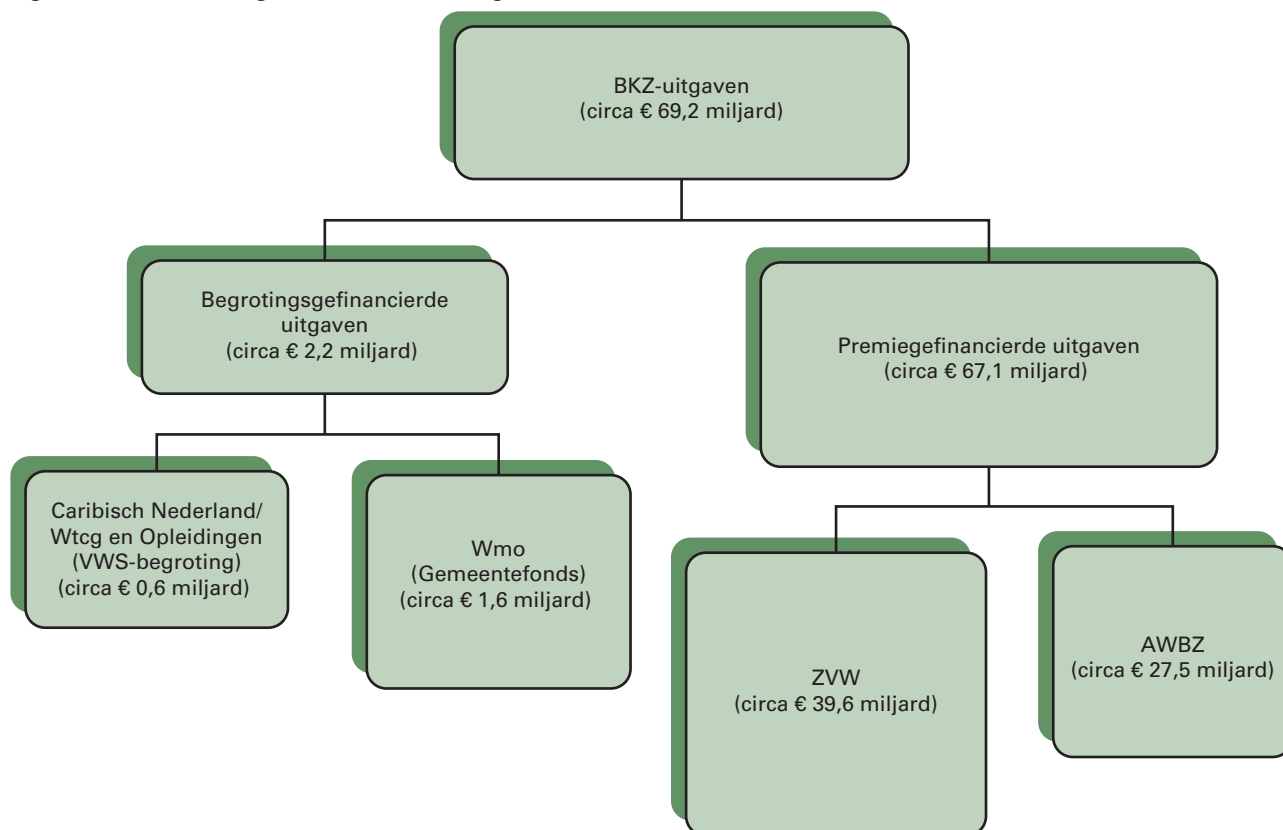 BKZ-uitgaven
(circa € 69,2 miljard)
Begrotingsgefinancierde
uitgaven
(circa € 2,2 miljard)
Premiegefinancierde uitgaven
(circa € 67,1 miljard)
Caribisch Nederland/
Wtcg en Opleidingen
(VWS-begroting)
(circa € 0,6 miljard)
Wmo
(Gemeentefonds)
(circa € 1,6 miljard)
ZVW
(circa € 39,6 miljard)
AWBZ
(circa € 27,5 miljard)